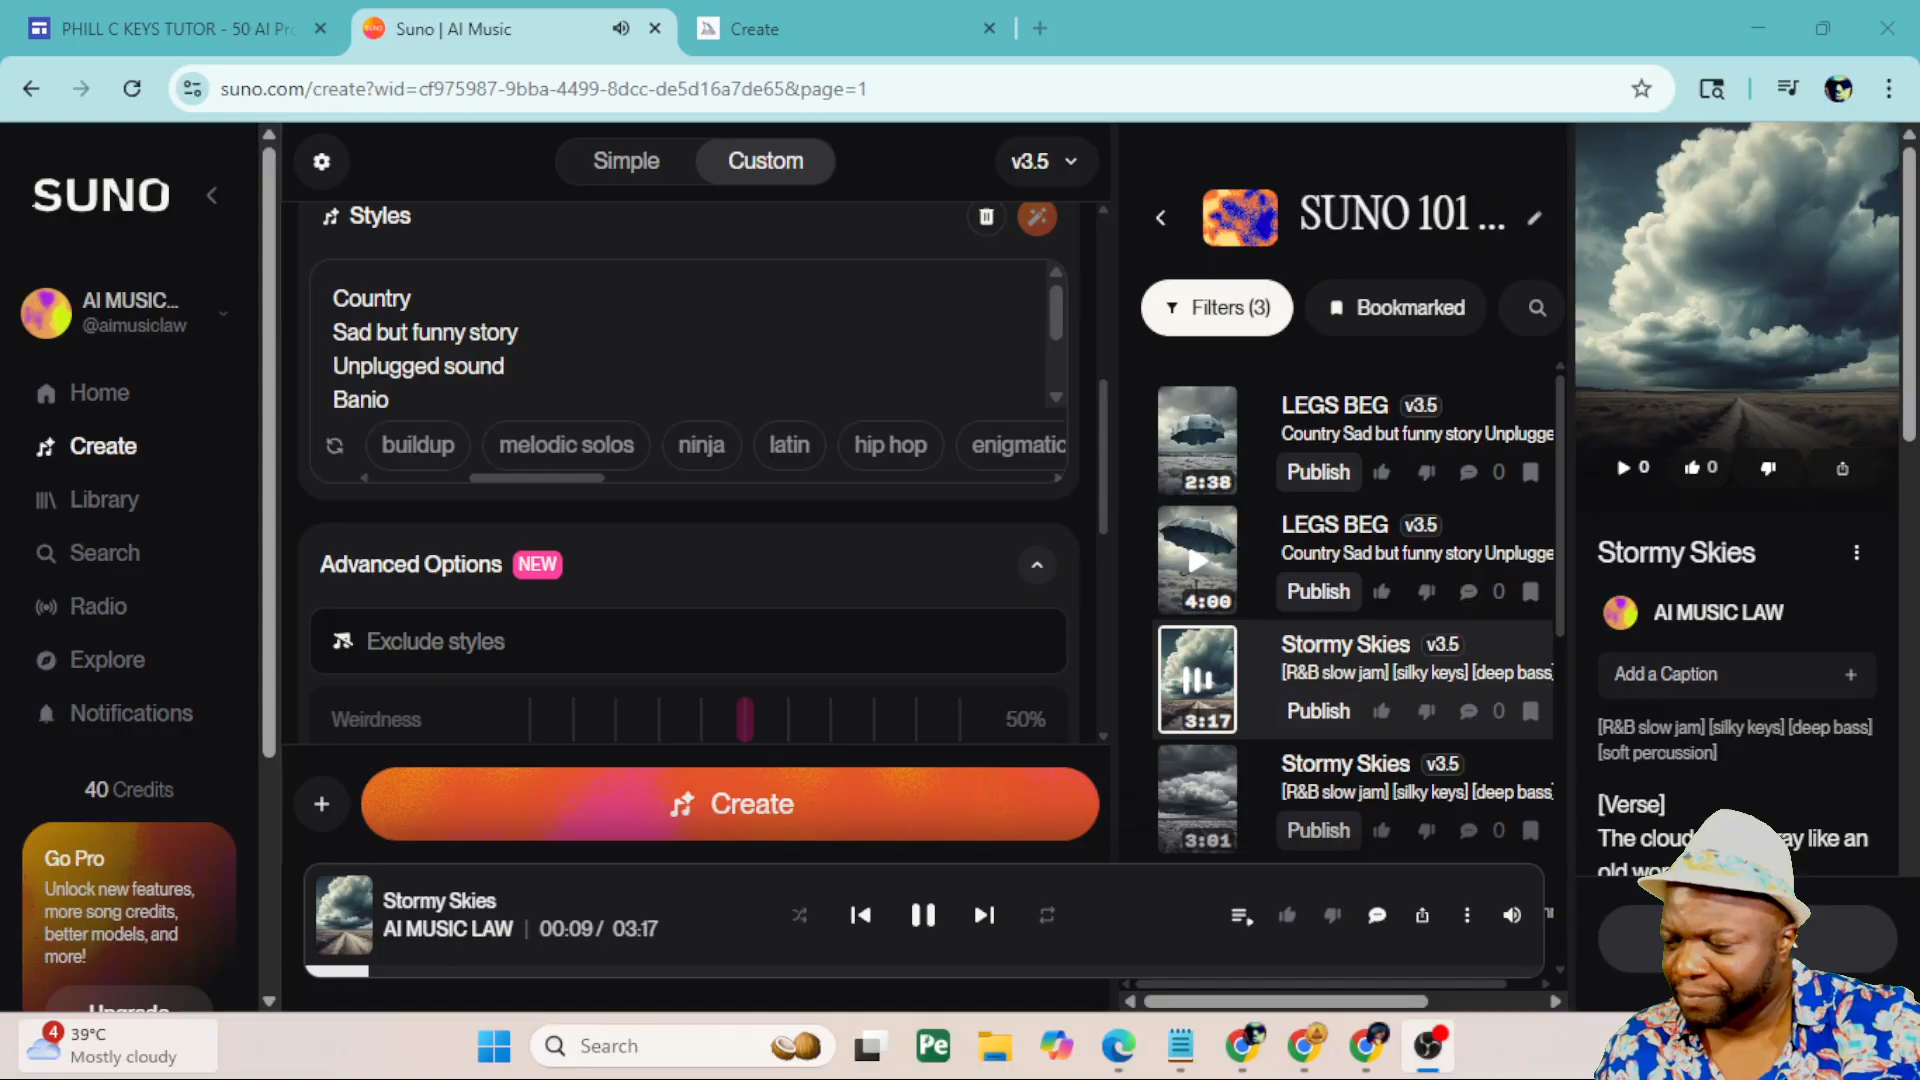 PHILL C KEYS TUTOR - 50 AI Pr
Suno | AI Music
Create
suno.com/create?wid=cf975987-9bba-4499-8dcc-de5d16a7de65&page=1
SUNO
AI MUSIC...
@aimusiclaw
Home
Create
Library
Search
Radio
Explore
Notifications
40 Credits
Go Pro
Unlock new features,
more song credits,
better models, and
more!
Simple
Custom
v3.5
Styles
Country
Sad but funny story
Unplugged sound
Banjo
buildup
melodic solos
ninja
latin
hip hop
enigmatic
Advanced Options NEW
Exclude styles
Weirdness
50%
Create
SUNO 101 ...
Filters (3)
Bookmarked
LEGS BEG v3.5
Country Sad but funny story Unplugge
Publish
0
2:38
LEGS BEG v3.5
Country Sad but funny story Unplugge
Publish
0
4:00
Stormy Skies v3.5
[R&B slow jam] [silky keys] [deep bass]
Publish
0
3:17
Stormy Skies v3.5
[R&B slow jam] [silky keys] [deep bass]
Publish
0
3:01
0
0
Stormy Skies
AI MUSIC LAW
Add a Caption
[R&B slow jam] [silky keys] [deep bass]
[soft percussion]
[Verse]
The like an
old
Stormy Skies
AI MUSIC LAW
00:09 / 03:17
4
39°C
Mostly cloudy
Search
Pe